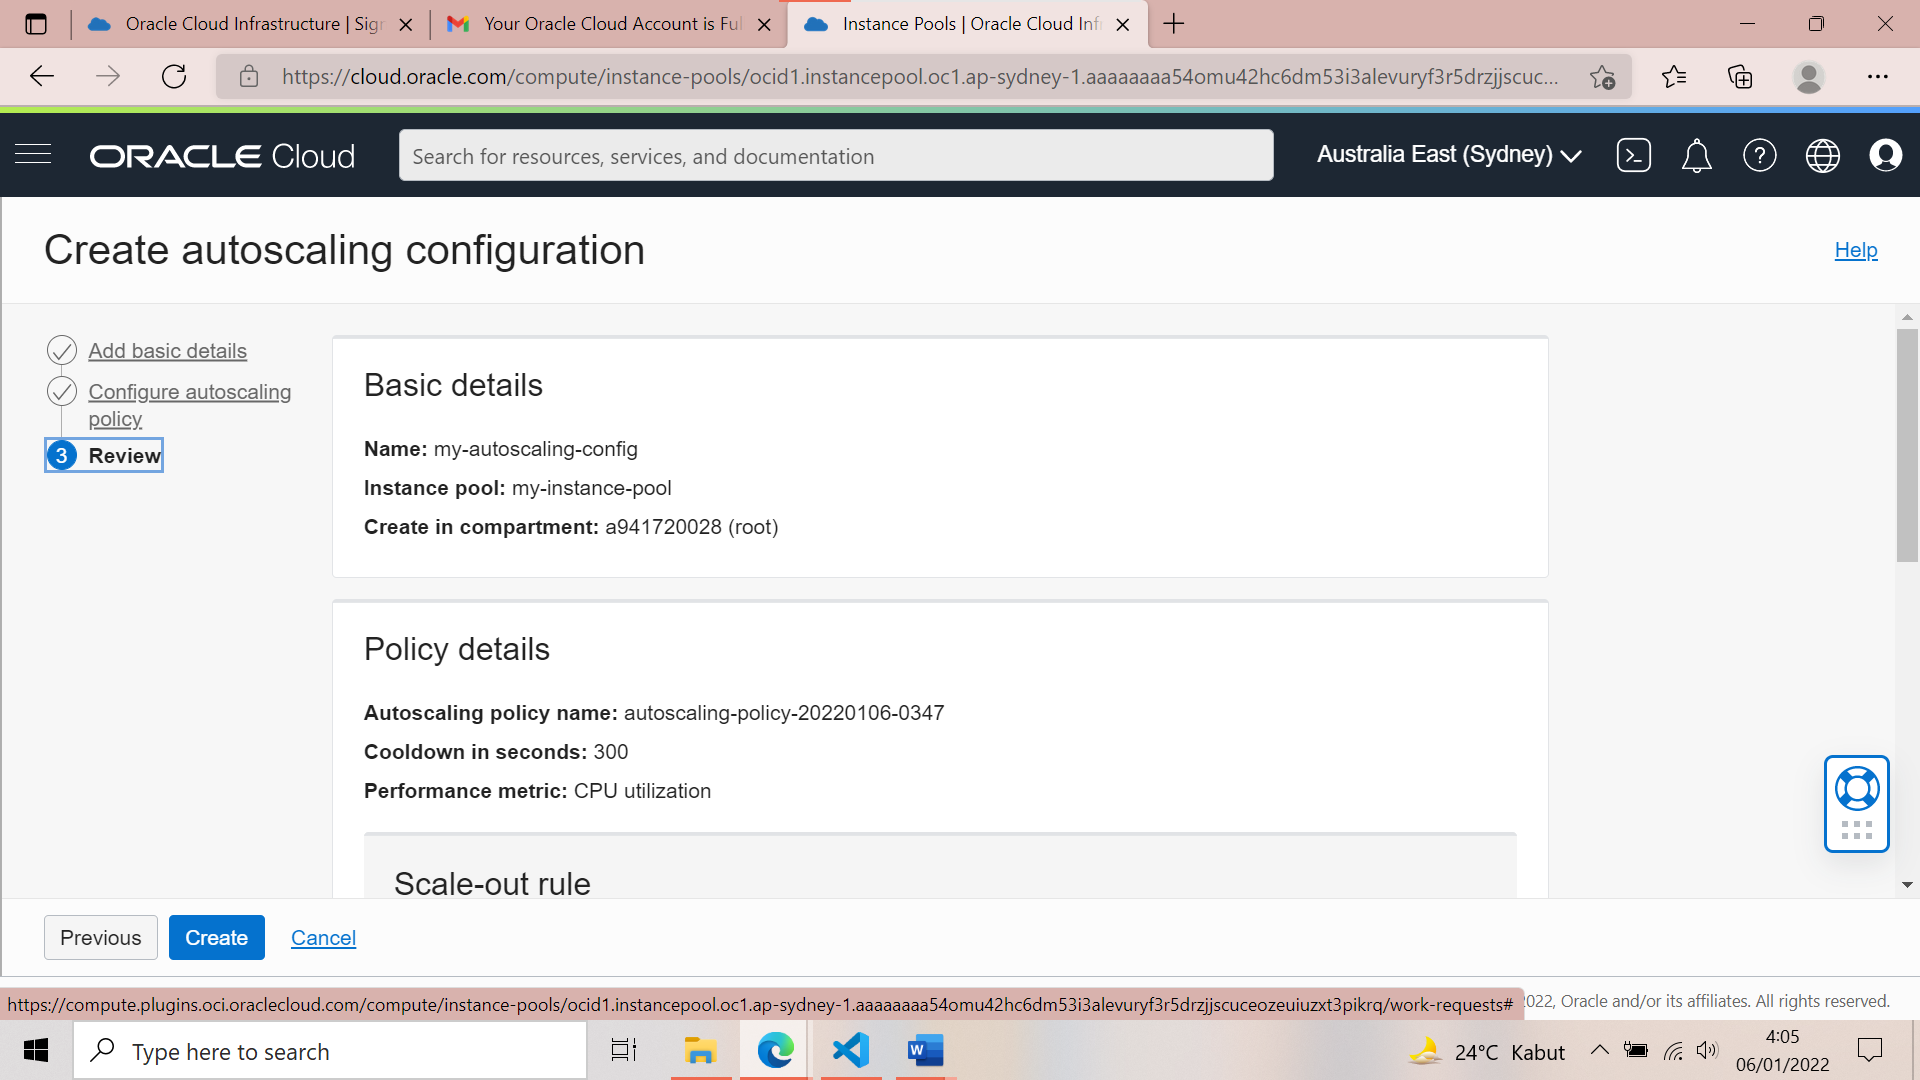 Oracle Cloud Infrastructure | Sign
Your Oracle Cloud Account is Ful
Instance Pools | Oracle Cloud Inf
https://cloud.oracle.com/compute/instance-pools/ocid1.instancepool.oc1.ap-sydney-1.aaaaaaaa54omu42hc6dm53i3alevuryf3r5drzjjscuc...
ORACLE Cloud
Search for resources, services, and documentation
Australia East (Sydney)
Create autoscaling configuration
Help
Add basic details
Configure autoscaling
policy
3 Review
Basic details
Name: my-autoscaling-config
Instance pool: my-instance-pool
Create in compartment: a941720028 (root)
Policy details
Autoscaling policy name: autoscaling-policy-20220106-0347
Cooldown in seconds: 300
Performance metric: CPU utilization
Scale-out rule
Previous
Create
Cancel
https://compute.plugins.oci.oraclecloud.com/compute/instance-pools/ocid1.instancepool.oc1.ap-sydney-1.aaaaaaaa54omu42hc6dm53i3alevuryf3r5drzjjscuceozeuiuzxt3pikrq/work-requests#
2022, Oracle and/or its affiliates. All rights reserved.
Type here to search
24°C Kabut
4:05
06/01/2022